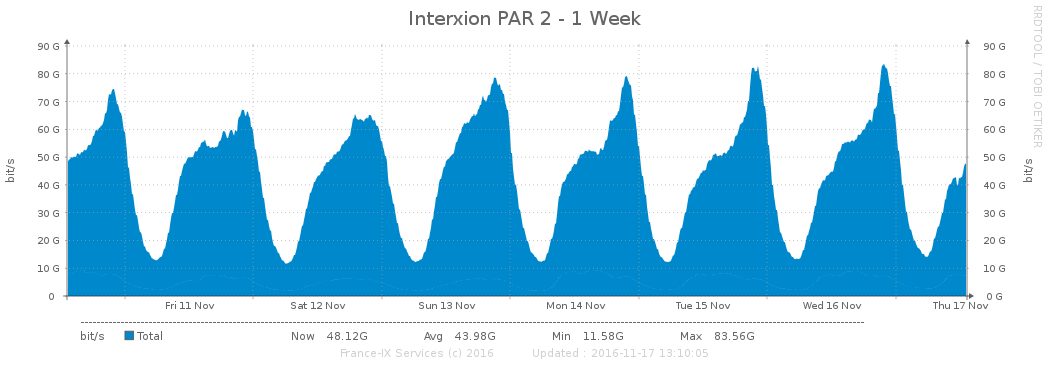 Interxion PAR 2 - 1 Week
RRDTOOL / TOBI OETIKER
90 G 90 G
80 G 80 G
70 G 70 G
60 G 60 G
50 G 50 G
40 G 40 G
30 G 30 G
20 G 20 G
10 G 10 G
0 0 G
bit/s
bit/s
Fri 11 Nov Sat 12 Nov Sun 13 Nov Mon 14 Nov Tue 15 Nov Wed 16 Nov Thu 17 Nov
bit/s Total Now 48.12G Avg 43.98G Min 11.58G Max 83.56G
France-IX Services (c) 2016 Updated : 2016-11-17 13:10:05